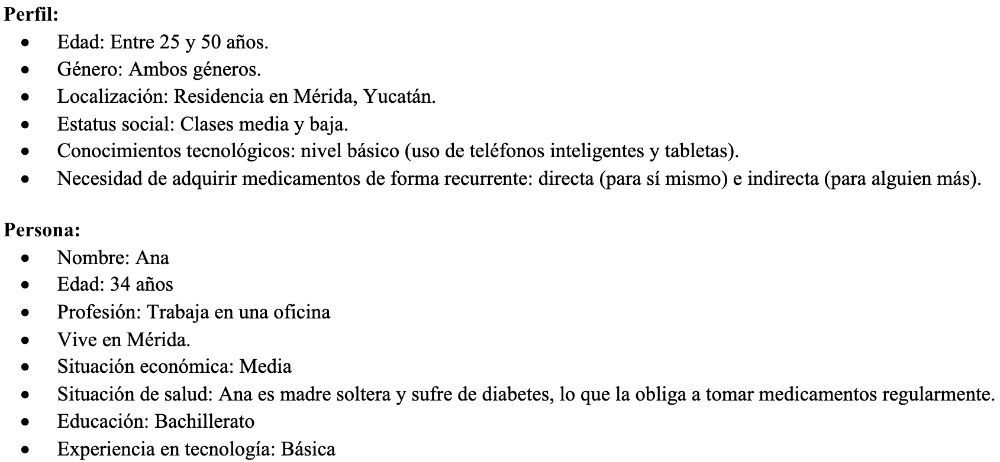 Perfil:
• Edad: Entre 25 y 50 años.
• Género: Ambos géneros.
• Localización: Residencia en Mérida, Yucatán.
• Estatus social: Clases media y baja.
• Conocimientos tecnológicos: nivel básico (uso de teléfonos inteligentes y tabletas).
• Necesidad de adquirir medicamentos de forma recurrente: directa (para sí mismo) e indirecta (para alguien más).
Persona:
• Nombre: Ana
• Edad: 34 años
• Profesión: Trabaja en una oficina
• Vive en Mérida.
• Situación económica: Media
• Situación de salud: Ana es madre soltera y sufre de diabetes, lo que la obliga a tomar medicamentos regularmente.
• Educación: Bachillerato
• Experiencia en tecnología: Básica